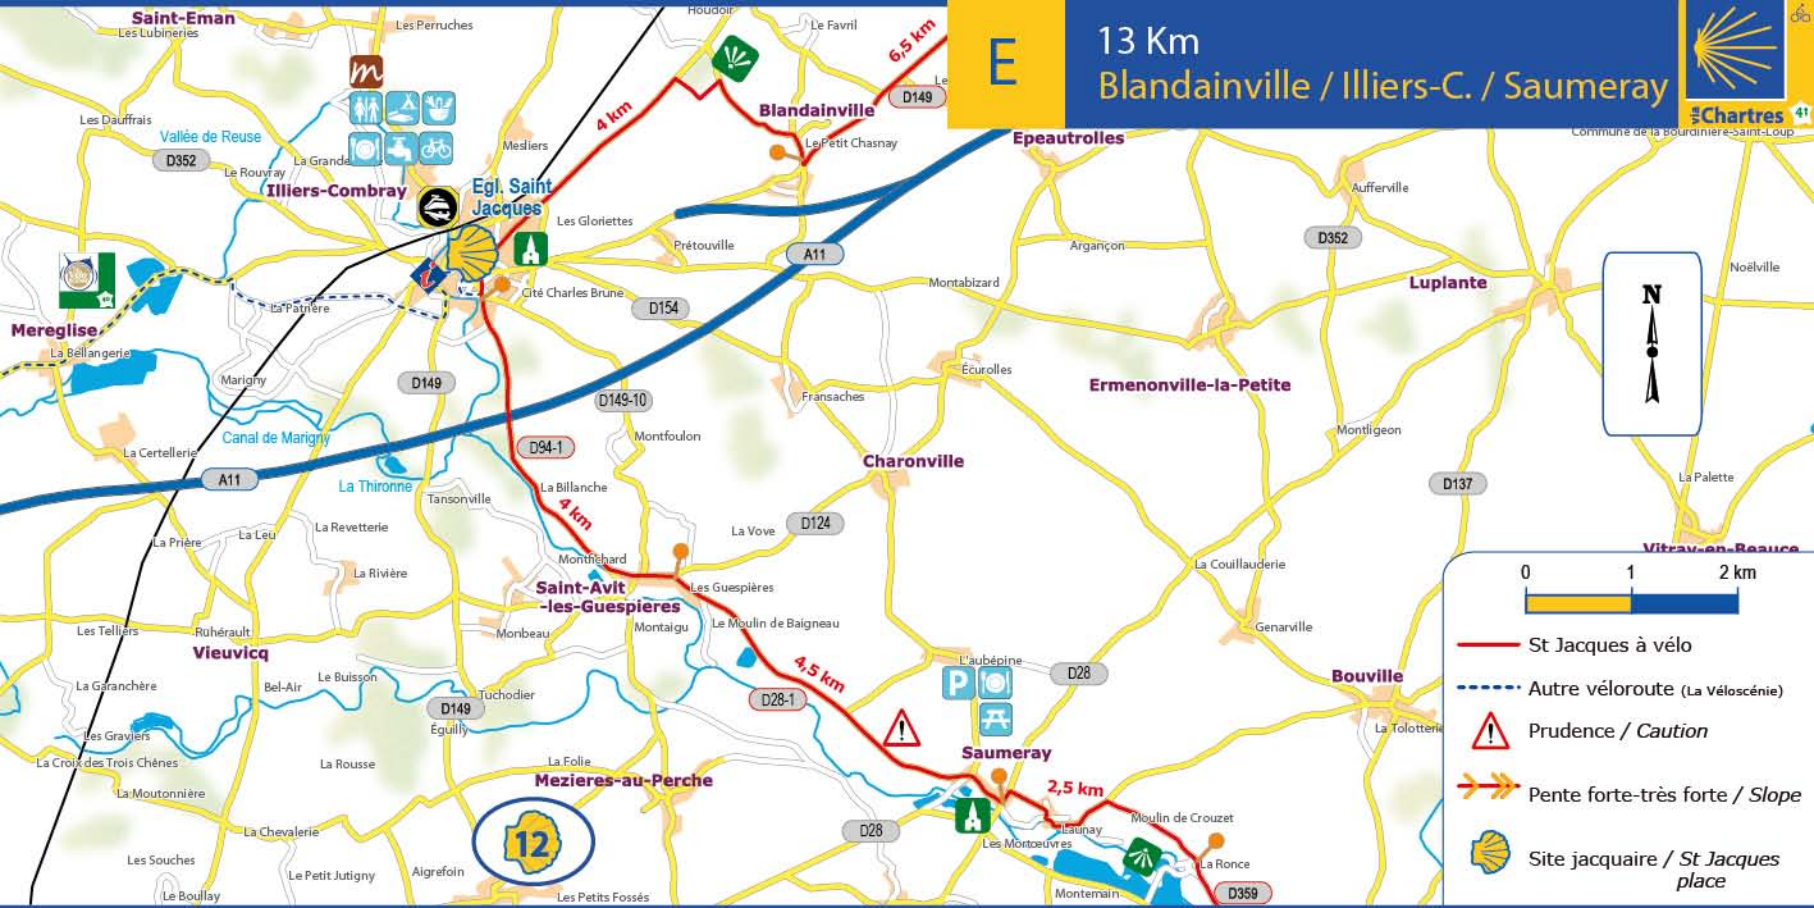 E
13 Km
Blandainville / Illiers-C. / Saumeray
via Chartres
41
Saint-Eman
Les Lubineries
Les Perruches
Houdoir
Le Favril
6,5 km
D149
4 km
Blandainville
Le Petit Chasnay
Epeautrolles
Commune de la Bourdinière-Saint-Loup
m
Les Dauffrais
Vallée de Reuse
D352
Le Rouvray
La Grande
Mesliers
Illiers-Combray
Egl. Saint
Jacques
Les Gloriettes
Prétouville
A11
Aufferville
D352
Argançon
Luplante
Noëlville
i
Cité Charles Brune
D154
Montabizard
La Patrière
Mereglise
La Bellangerie
Marigny
D149
D149-10
Écurolles
Fransaches
Ermenonville-la-Petite
N
Canal de Marigny
La Certellerie
A11
La Thironne
D94-1
Montfoulon
Charonville
Montligeon
D137
La Palette
Tansonville
La Billanche
4 km
La Vove
D124
La Revetterie
La Leu
La Prière
La Rivière
Montfichard
Saint-Avit
-les-Guespieres
Les Guespières
La Couillauderie
Vitray-en-Beauce
Les Telliers
Ruhérault
Vieuvicq
Monbeau
Montaigu
Le Moulin de Baigneau
Genarville
La Garanchère
Bel-Air
Le Buisson
Tuchodier
D149
Éguilly
4,5 km
D28-1
L'aubépine
P
D28
Bouville
La Tolotterie
Les Graviers
La Croix des Trois Chênes
La Rousse
La Folie
Mezieres-au-Perche
Saumeray
2,5 km
La Moutonnière
La Chevalerie
12
D28
Les Mortœuvres
Launay
Moulin de Crouzet
La Ronce
Les Souches
Le Petit Jutigny
Aigrefoin
Le Boullay
Les Petits Fossés
Montemain
D359
0 1 2 km
St Jacques à vélo
Autre véloroute (La Véloscénie)
Prudence / Caution
Pente forte-très forte / Slope
Site jacquaire / St Jacques
place